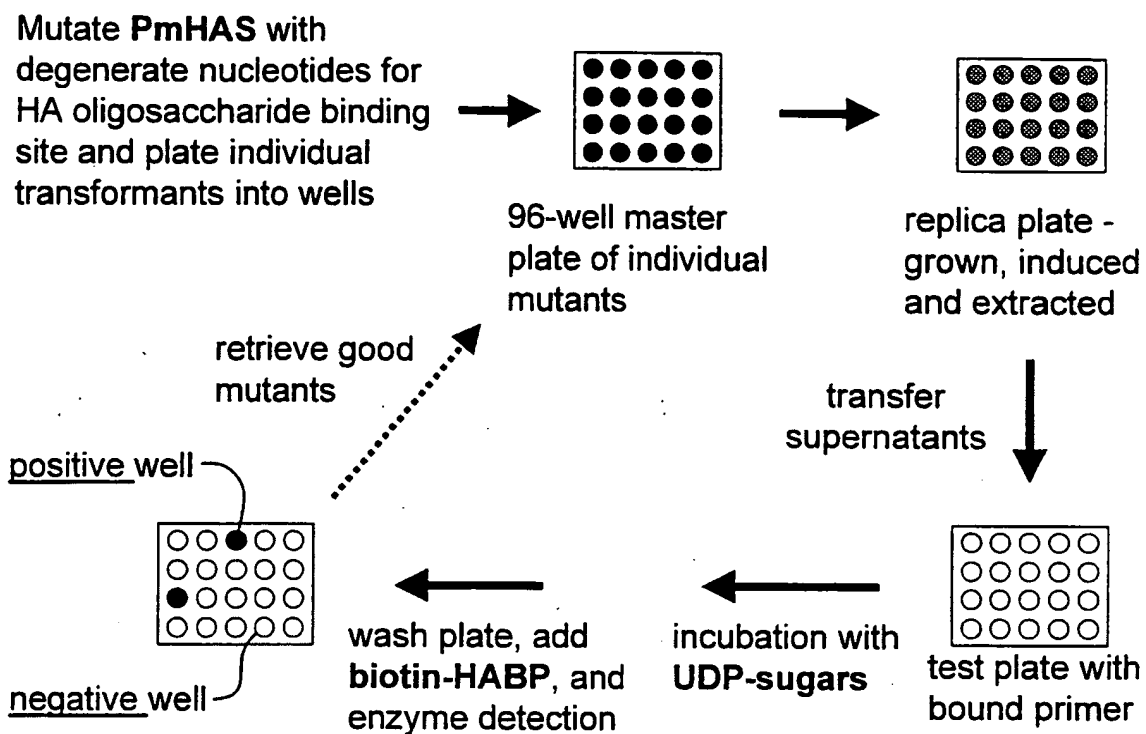 Mutate PmHAS with
degenerate nucleotides for
HA oligosaccharide binding
site and plate individual
transformants into wells
96-well master
plate of individual
mutants
replica plate -
grown, induced
and extracted
transfer
supernatants
test plate with
bound primer
incubation with
UDP-sugars
wash plate, add
biotin-HABP, and
enzyme detection
positive well
negative well
retrieve good
mutants